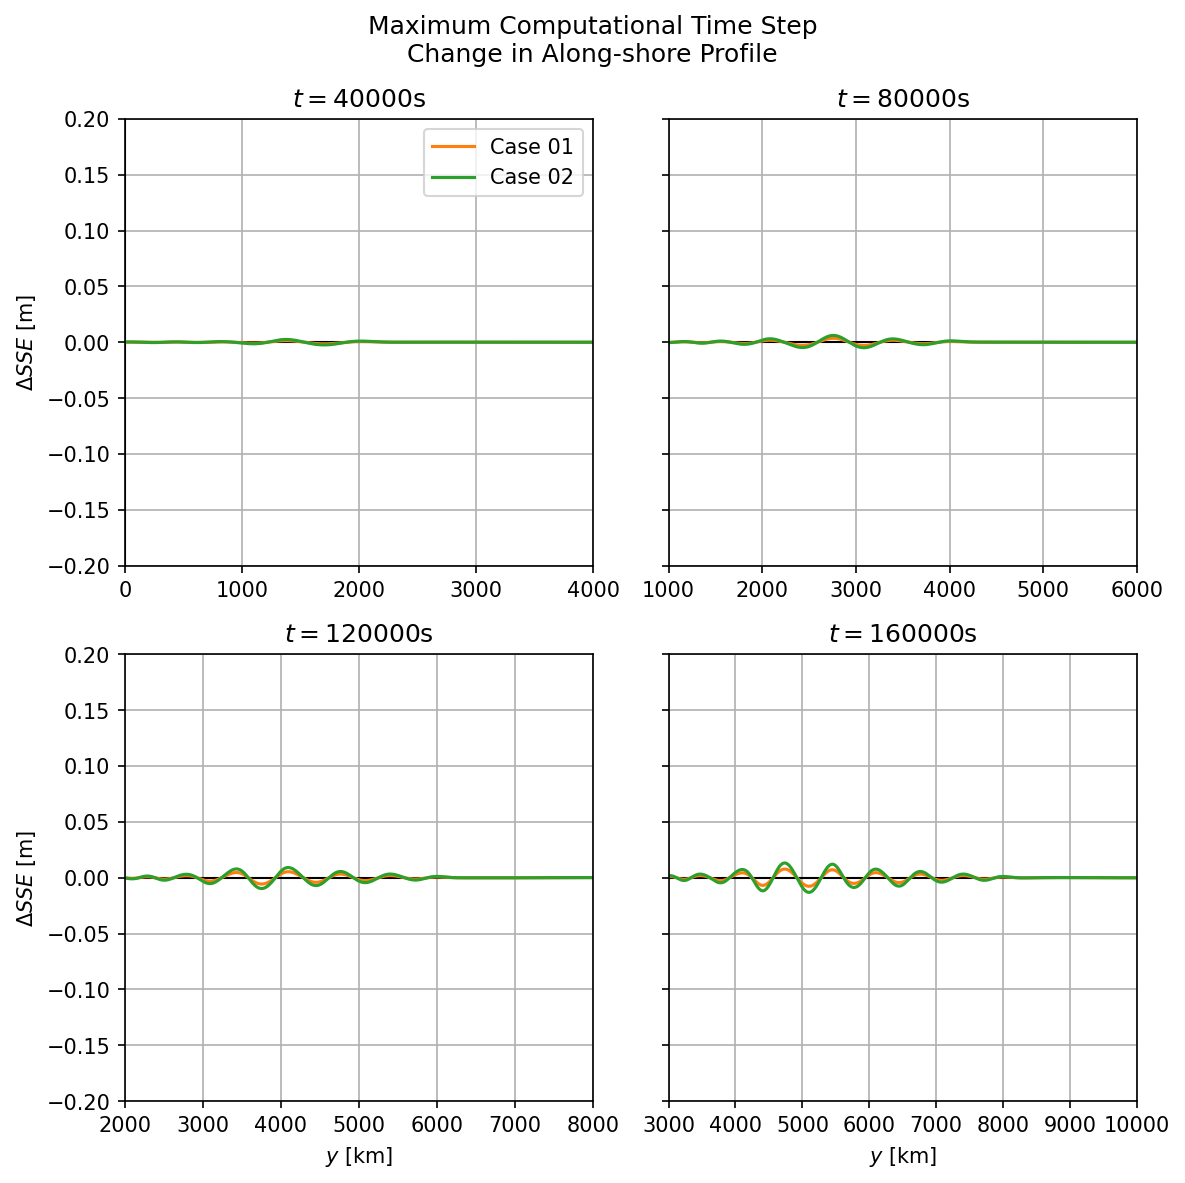 Maximum Computational Time Step
Change in Along-shore Profile
t = 40000s
t = 80000s
0.20
0.15
0.10
0.05
0.00
−0.05
−0.10
−0.15
−0.20
ΔSSE [m]
Case 01
Case 02
0 1000 2000 3000 4000
1000 2000 3000 4000 5000 6000
t = 120000s
t = 160000s
0.20
0.15
0.10
0.05
0.00
−0.05
−0.10
−0.15
−0.20
ΔSSE [m]
2000 3000 4000 5000 6000 7000 8000
3000 4000 5000 6000 7000 8000 9000 10000
y [km]
y [km]